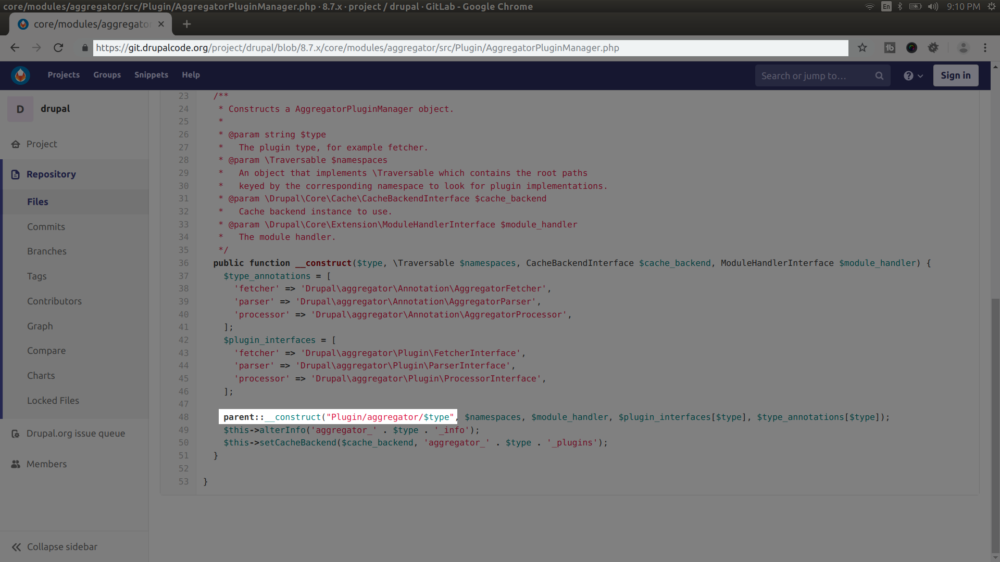 core/modules/aggregator/src/Plugin/AggregatorPluginManager.php · 8.7.x · project / drupal · GitLab - Google Chrome
En
9:10 PM
core/modules/aggregato
https://git.drupalcode.org/project/drupal/blob/8.7.x/core/modules/aggregator/src/Plugin/AggregatorPluginManager.php
Projects Groups Snippets Help
Search or jump to…
Sign in
D
drupal
Project
Repository
Files
Commits
Branches
Tags
Contributors
Graph
Compare
Charts
Locked Files
Drupal.org issue queue
Members
Collapse sidebar
23   /**
24    * Constructs a AggregatorPluginManager object.
25    *
26    * @param string $type
27    *   The plugin type, for example fetcher.
28    * @param \Traversable $namespaces
29    *   An object that implements \Traversable which contains the root paths
30    *   keyed by the corresponding namespace to look for plugin implementations.
31    * @param \Drupal\Core\Cache\CacheBackendInterface $cache_backend
32    *   Cache backend instance to use.
33    * @param \Drupal\Core\Extension\ModuleHandlerInterface $module_handler
34    *   The module handler.
35    */
36   public function __construct($type, \Traversable $namespaces, CacheBackendInterface $cache_backend, ModuleHandlerInterface $module_handler) {
37     $type_annotations = [
38       'fetcher' => 'Drupal\aggregator\Annotation\AggregatorFetcher',
39       'parser' => 'Drupal\aggregator\Annotation\AggregatorParser',
40       'processor' => 'Drupal\aggregator\Annotation\AggregatorProcessor',
41     ];
42     $plugin_interfaces = [
43       'fetcher' => 'Drupal\aggregator\Plugin\FetcherInterface',
44       'parser' => 'Drupal\aggregator\Plugin\ParserInterface',
45       'processor' => 'Drupal\aggregator\Plugin\ProcessorInterface',
46     ];
47
48     parent::__construct("Plugin/aggregator/$type", $namespaces, $module_handler, $plugin_interfaces[$type], $type_annotations[$type]);
49     $this->alterInfo('aggregator_' . $type . '_info');
50     $this->setCacheBackend($cache_backend, 'aggregator_' . $type . '_plugins');
51   }
52
53 }